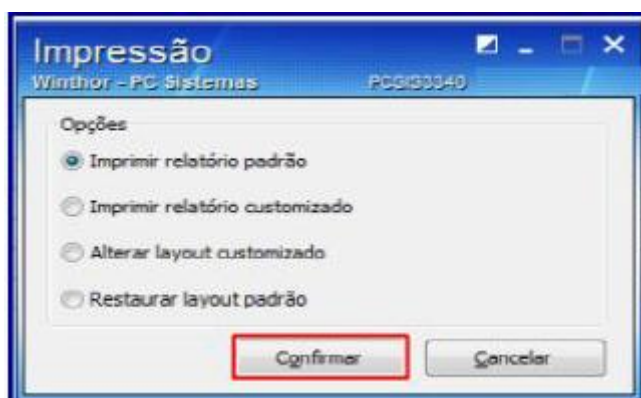 Impressão
Winthor - PC Sistemas PCSIS3340
Opções
Imprimir relatório padrão
Imprimir relatório customizado
Alterar layout customizado
Restaurar layout padrão
Confirmar Cancelar